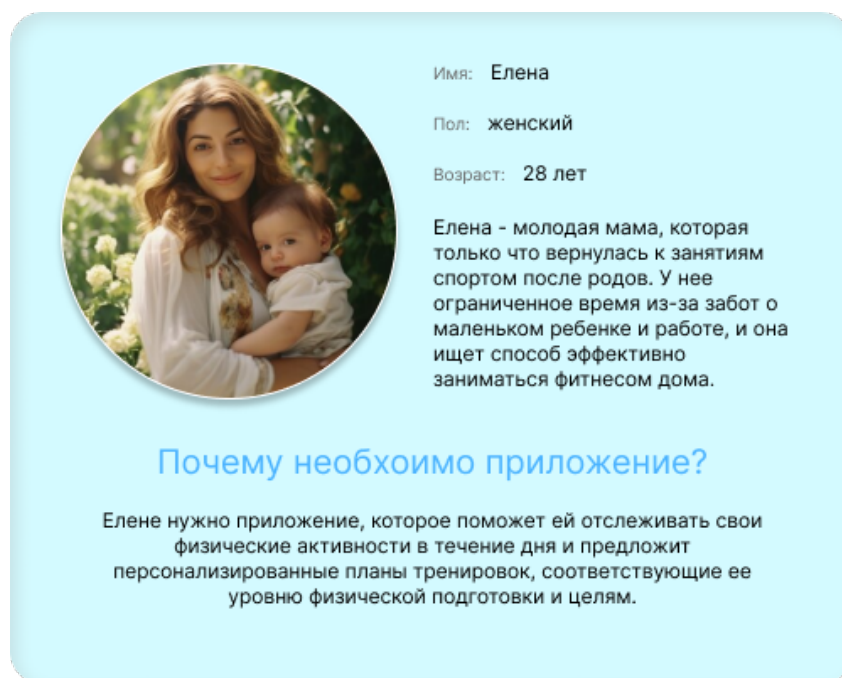 Имя: Елена
Пол: женский
Возраст: 28 лет
Елена - молодая мама, которая
только что вернулась к занятиям
спортом после родов. У нее
ограниченное время из-за забот о
маленьком ребенке и работе, и она
ищет способ эффективно
заниматься фитнесом дома.
Почему необхоимо приложение?
Елене нужно приложение, которое поможет ей отслеживать свои
физические активности в течение дня и предложит
персонализированные планы тренировок, соответствующие ее
уровню физической подготовки и целям.